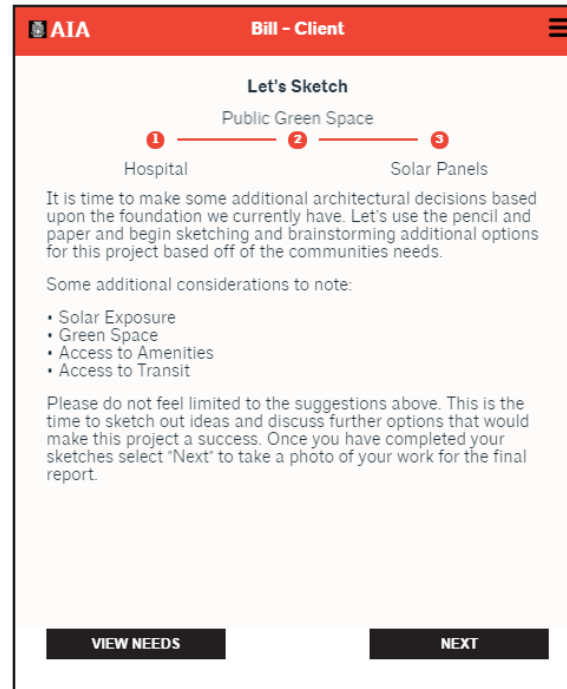 AIA
Bill - Client
Let's Sketch
Public Green Space
1 2 3
Hospital Solar Panels
It is time to make some additional architectural decisions based
upon the foundation we currently have. Let's use the pencil and
paper and begin sketching and brainstorming additional options
for this project based off of the communities needs.
Some additional considerations to note:
• Solar Exposure
• Green Space
• Access to Amenities
• Access to Transit
Please do not feel limited to the suggestions above. This is the
time to sketch out ideas and discuss further options that would
make this project a success. Once you have completed your
sketches select "Next" to take a photo of your work for the final
report.
VIEW NEEDS
NEXT